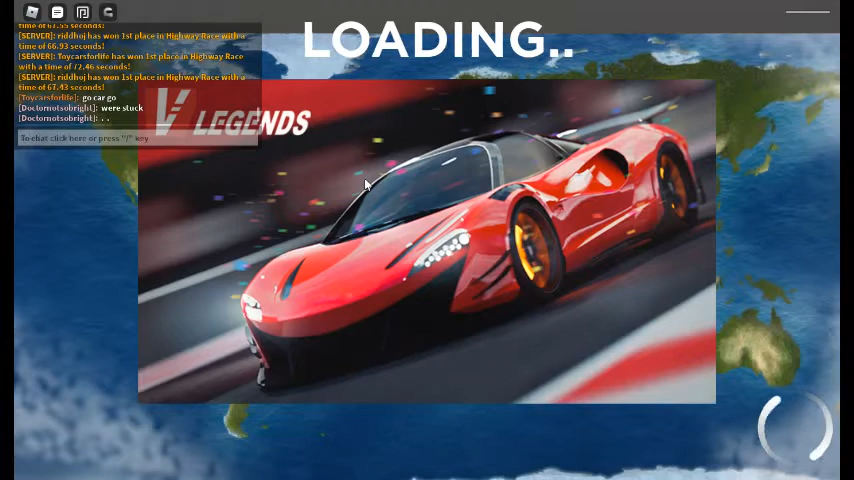 LOADING..
time of 67.55 seconds!
[SERVER]: riddhoj has won 1st place in Highway Race with a
time of 66.93 seconds!
[SERVER]: Toycarsforlife has won 1st place in Highway Race
with a time of 72.46 seconds!
[SERVER]: riddhoj has won 1st place in Highway Race with a
time of 67.43 seconds!
[Toycarsforlife]: go car go
[Doctornotsobright]: were stuck
[Doctornotsobright]: . .
To chat click here or press "/" key
LEGENDS